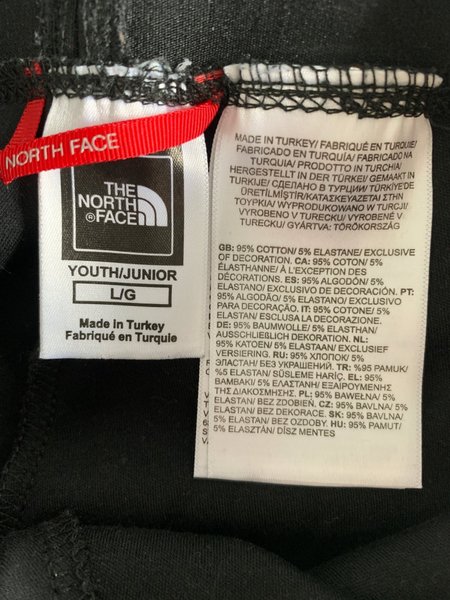 NORTH FACE
THE
NORTH
®FACE
YOUTH/JUNIOR
L/G
Made in Turkey
Fabriqué en Turquie
MADE IN TURKEY/ FABRIQUÉ EN TURQUIE/
FABRICADO EN TURQUÍA/ FABRICADO NA
TURQUIA/ PRODOTTO IN TURCHIA/
HERGESTELLT IN DER TÜRKEI/ GEMAAKT IN
TURKIJE/ СДЕЛАНО В ТУРЦИИ/ TÜRKIYE'DE
ÜRETİLMİŞTİR/ ΚΑΤΑΣΚΕΥΑΖΕΤΑΙ ΣΤΗΝ
ΤΟΥΡΚΙΑ/ WYPRODUKOWANO W TURCJI/
VYROBENO V TURECKU/ VYROBENÉ V
TURECKU/ GYÁRTVA: TÖRÖKORSZÁG
GB: 95% COTTON/ 5% ELASTANE/ EXCLUSIVE
OF DECORATION. CA: 95% COTON/ 5%
ÉLASTHANNE/ À L'EXCEPTION DES
DÉCORATIONS. ES: 95% ALGODÓN/ 5%
ELASTANO/ EXCLUSIVO DE DECORACIÓN. PT:
95% ALGODÃO/ 5% ELASTANO/ EXCLUSIVO
PARA DECORAÇÃO. IT: 95% COTONE/ 5%
ELASTAN/ ESCLUSA LA DECORAZIONE.
DE: 95% BAUMWOLLE/ 5% ELASTHAN/
AUSSCHLIESLICH DEKORATION. NL:
95% KATOEN/ 5% ELASTAAN/ EXCLUSIEF
VERSIERING. RU: 95% ХЛОПОК/ 5%
ЭЛАСТАН/ БЕЗ УКРАШЕНИЙ. TR: %95 PAMUK/
%5 ELASTAN/ SÜSLEME HARİÇ. EL: 95%
ΒΑΜΒΑΚΙ/ 5% ΕΛΑΣΤΑΝΗ/ ΕΞΑΙΡΟΥΜΕΝΗΣ
ΤΗΣ ΔΙΑΚΟΣΜΗΣΗΣ. PL: 95% BAWEŁNA/ 5%
ELASTAN/ BEZ ZDOBIEŃ. CZ: 95% BAVLNA/ 5%
ELASTAN/ BEZ DEKORACE. SK: 95% BAVLNA/ 5%
ELASTAN/ BEZ OZDOBY. HU: 95% PAMUT/
5% ELASZTÁN/ DÍSZ MENTES